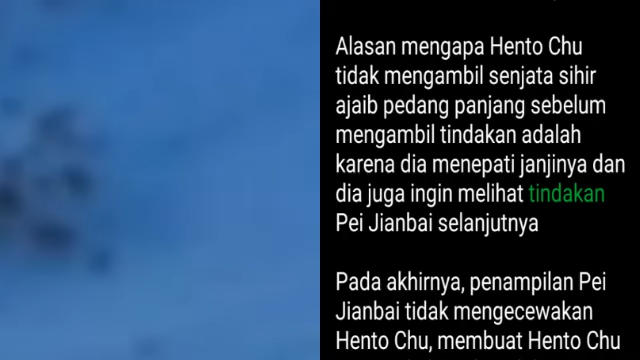 Alasan mengapa Hento Chu
tidak mengambil senjata sihir
ajaib pedang panjang sebelum
mengambil tindakan adalah
karena dia menepati janjinya dan
dia juga ingin melihat tindakan
Pei Jianbai selanjutnya
Pada akhirnya, penampilan Pei
Jianbai tidak mengecewakan
Hento Chu, membuat Hento Chu